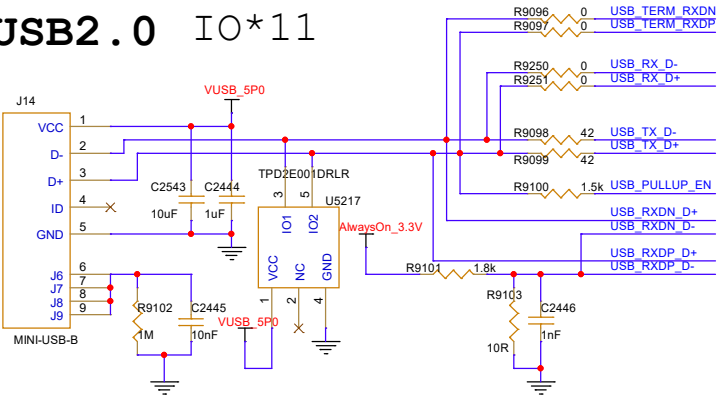 USB2.0 IO*11
R9096 0 USB_TERM_RXDN
R9097 0 USB_TERM_RXDP
R9250 0 USB_RX_D-
R9251 0 USB_RX_D+
R9098 42 USB_TX_D-
R9099 42 USB_TX_D+
R9100 1.5k USB_PULLUP_EN
USB_RXDN_D+
USB_RXDN_D-
USB_RXDP_D+
USB_RXDP_D-
VUSB_5P0
J14
VCC 1
D- 2
D+ 3
ID 4
GND 5
J6 6
J7 7
J8 8
J9 9
MINI-USB-B
C2543
10uF
C2444
1uF
TPD2E001DRLR
U5217
3 5
IO1 IO2
VCC NC GND
1 2 4
AlwaysOn_3.3V
R9101 1.8k
R9102
1M
C2445
10nF
VUSB_5P0
R9103
10R
C2446
1nF